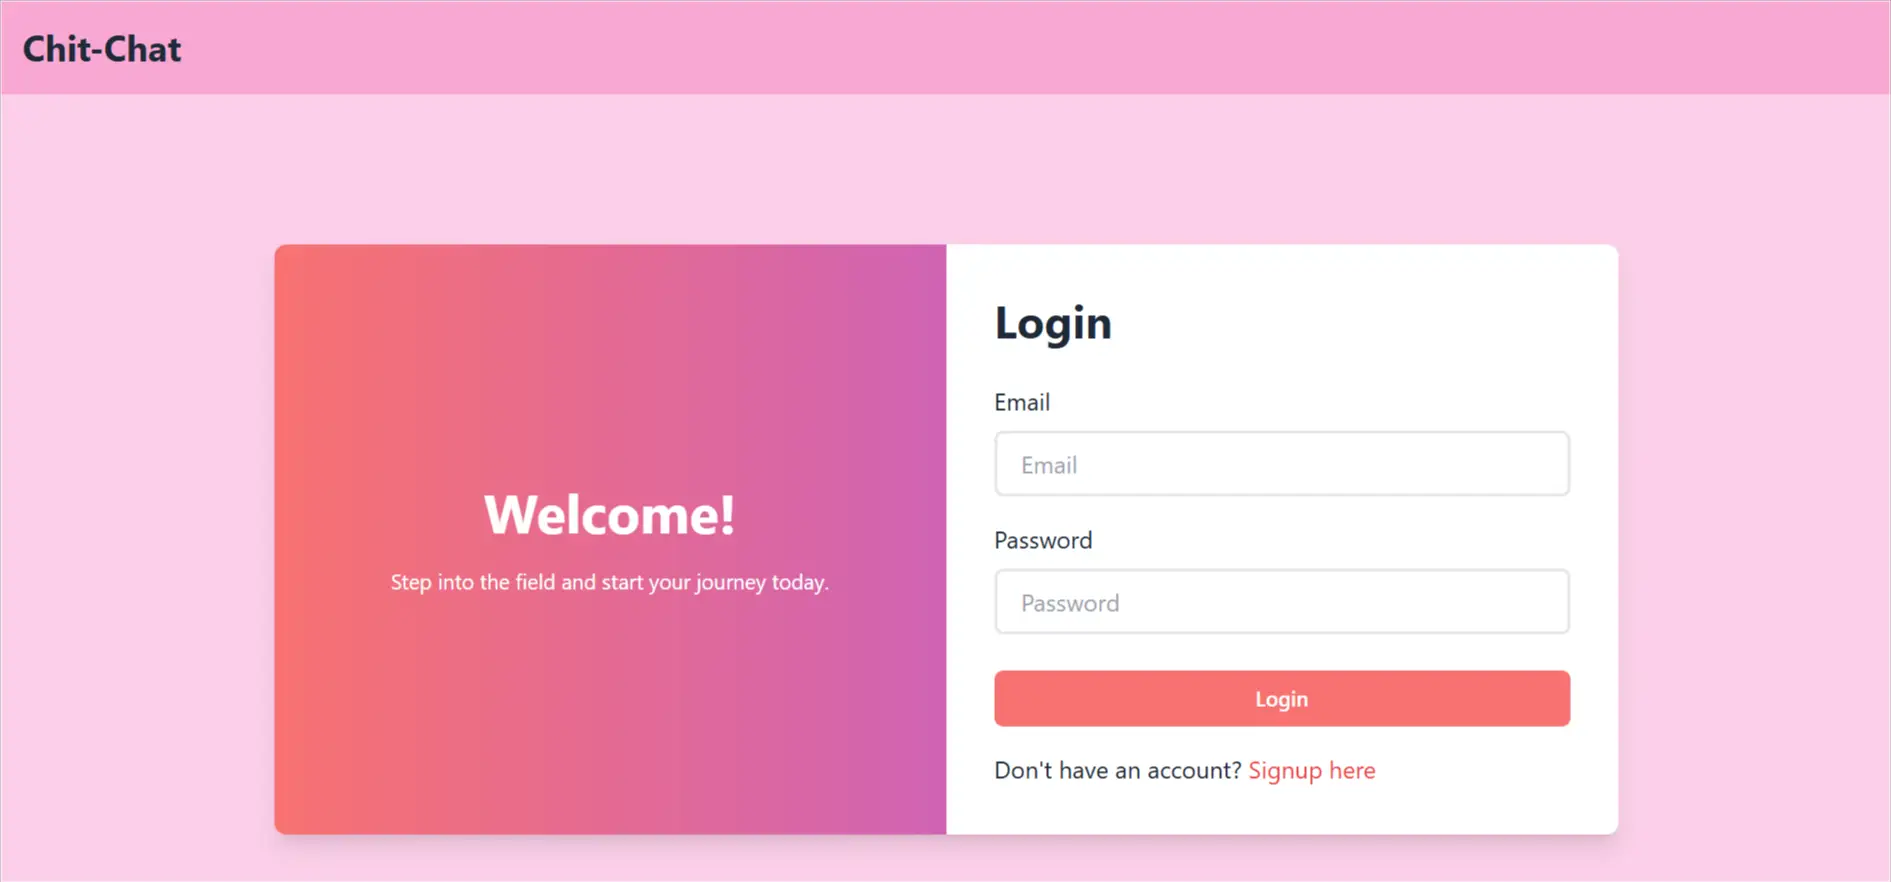 Chit-Chat
Welcome!
Step into the field and start your journey today.
Login
Email
Email
Password
Password
Login
Don't have an account? Signup here